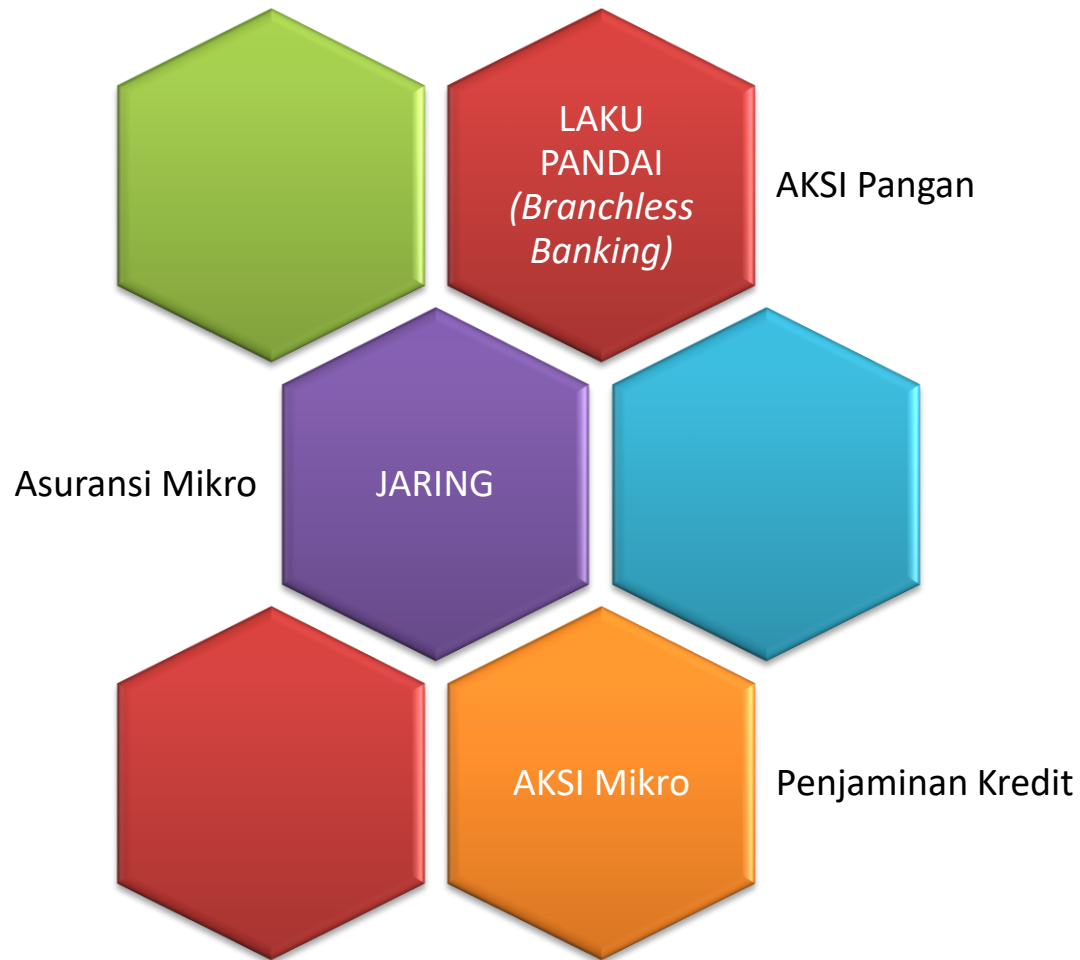 LAKU
PANDAI
(Branchless
Banking)
AKSI Pangan
Asuransi Mikro
JARING
AKSI Mikro
Penjaminan Kredit